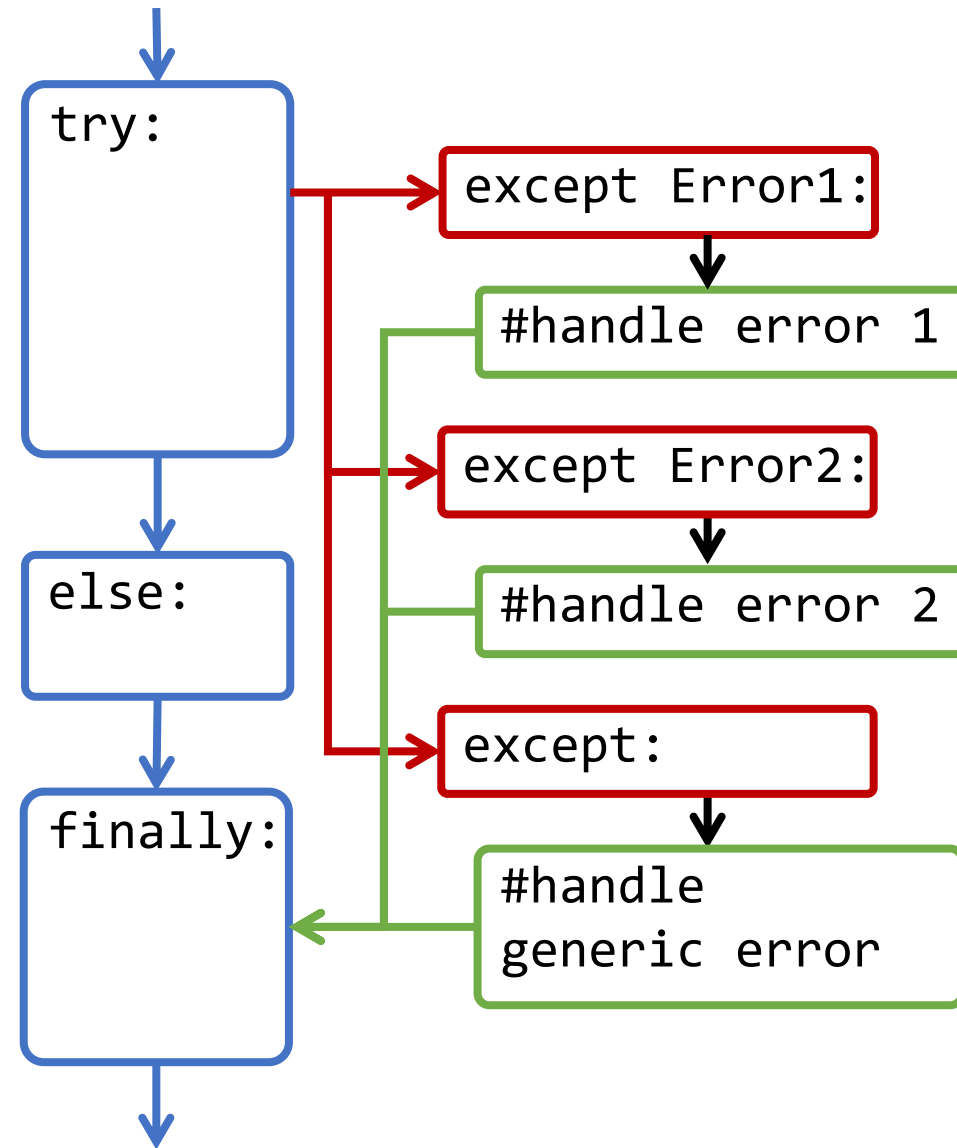 try:
except Error1:
#handle error 1
except Error2:
#handle error 2
else:
except:
finally:
#handle
generic error